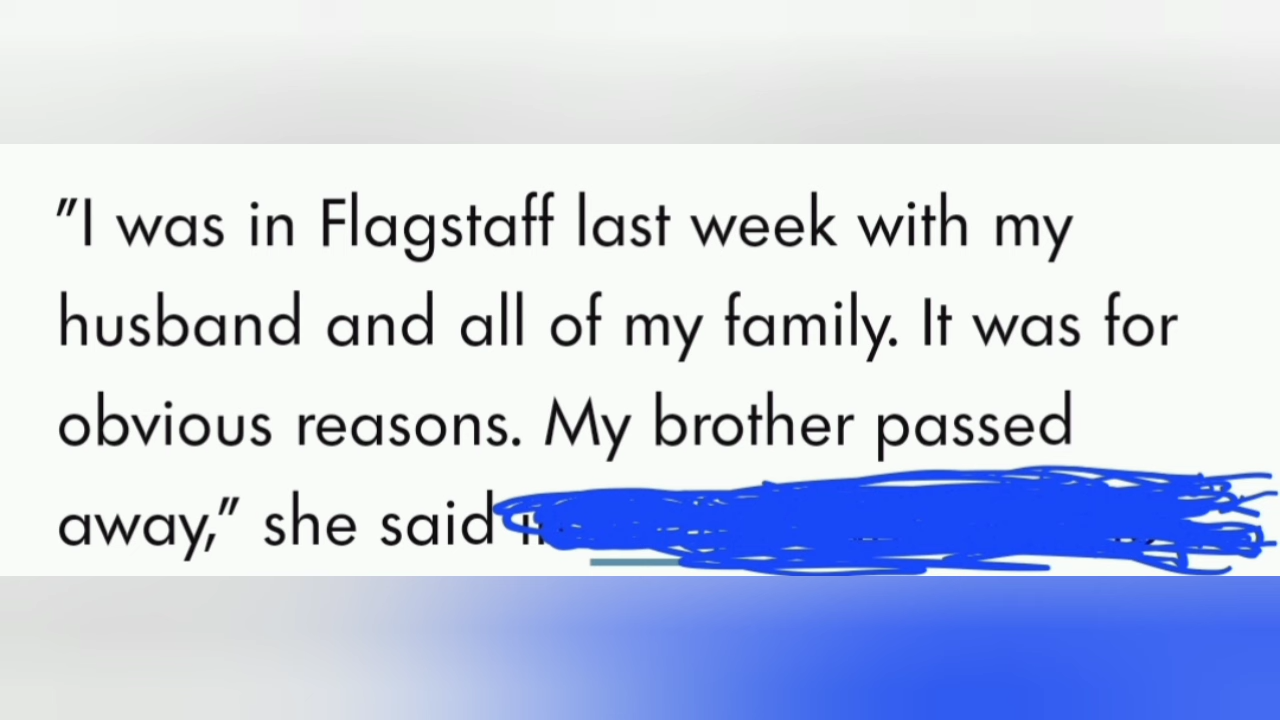 "I was in Flagstaff last week with my
husband and all of my family. It was for
obvious reasons. My brother passed
away," she said